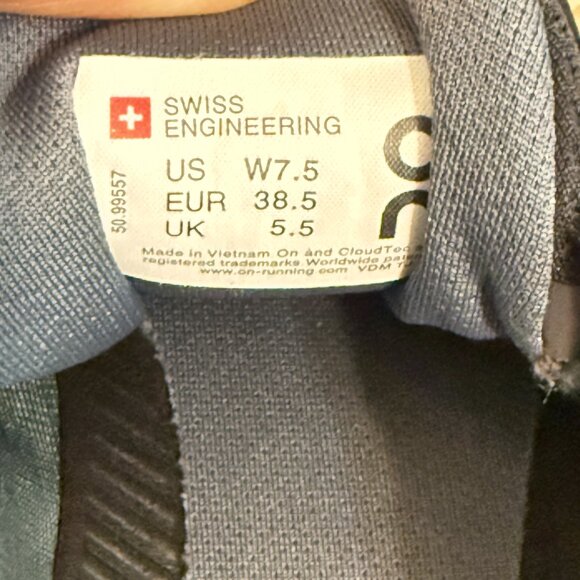 SWISS
ENGINEERING
US W7.5
EUR 38.5
UK 5.5
50.99557
Made in Vietnam On and CloudTec
registered trademarks. Worldwide
www.on-running.com VDM